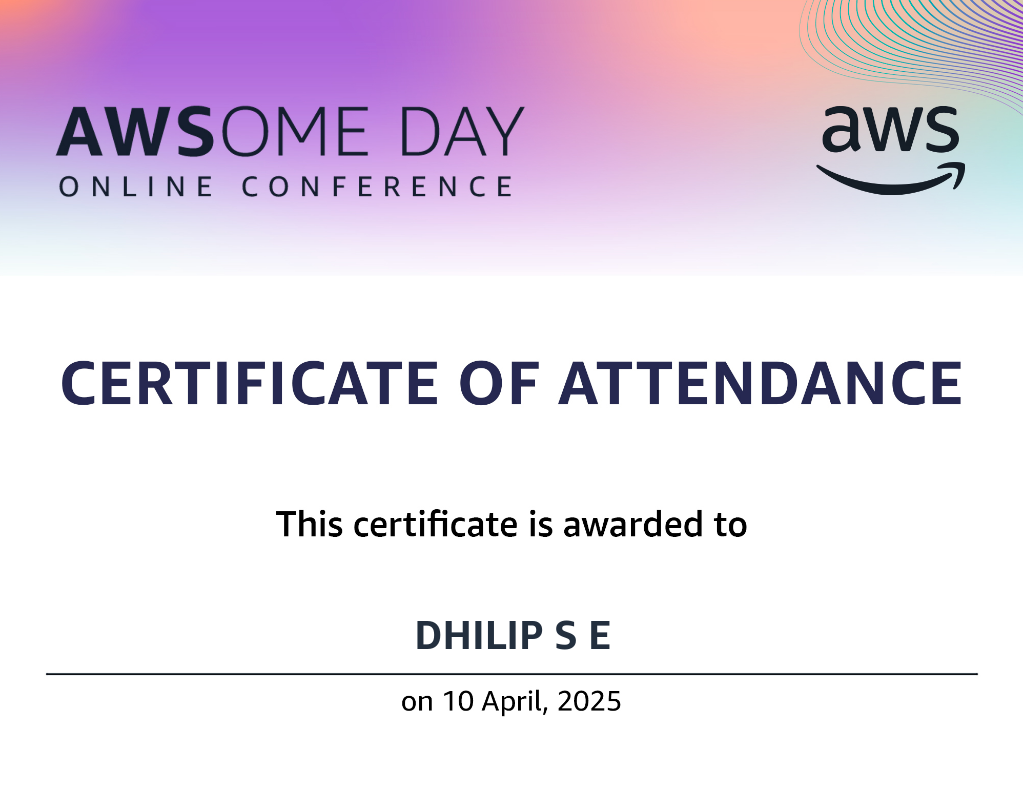 AWSOME DAY
ONLINE CONFERENCE
aws
CERTIFICATE OF ATTENDANCE
This certificate is awarded to
DHILIP S E
on 10 April, 2025